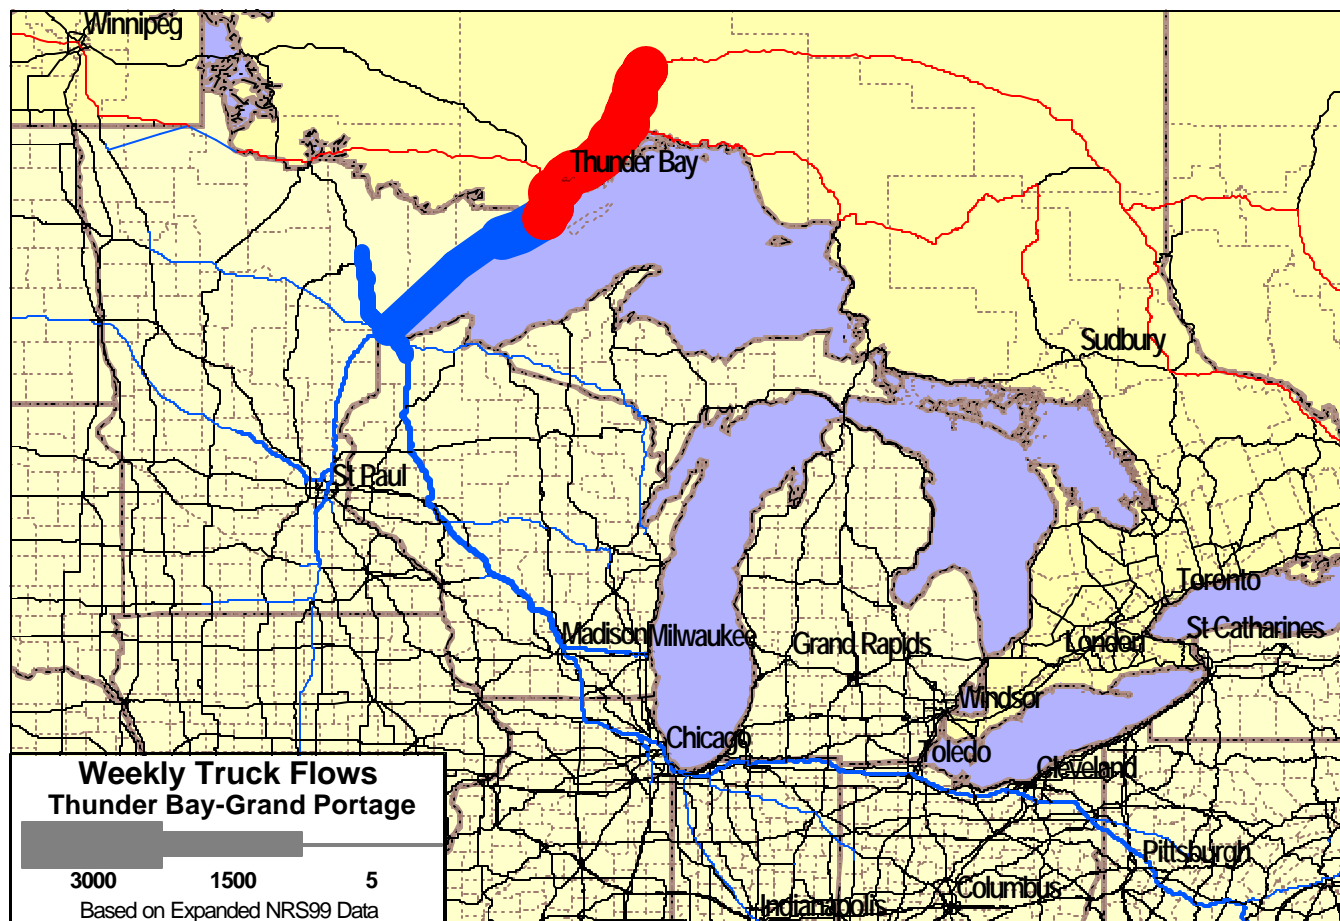 Winnipeg
Thunder Bay
Sudbury
St Paul
Toronto
St Catharines
Madison
Milwaukee
Grand Rapids
London
Windsor
Chicago
Toledo
Cleveland
Pittsburgh
Columbus
Indianapolis
Weekly Truck Flows
Thunder Bay-Grand Portage
3000 1500 5
Based on Expanded NRS99 Data